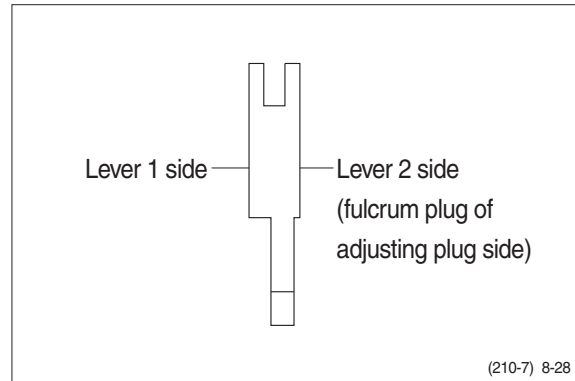 Lever 1 side
Lever 2 side
(fulcrum plug of
adjusting plug side)
(210-7) 8-28